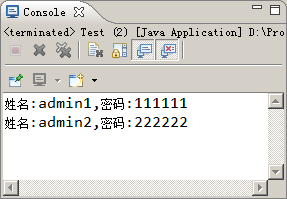 Console
<terminated> Test (2) [Java Application] D:\Pro
姓名:admin1,密码:111111
姓名:admin2,密码:222222